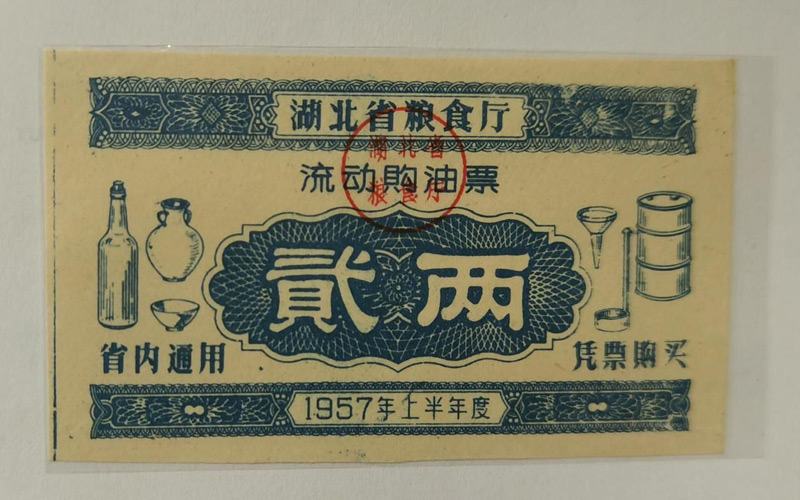 湖北省粮食厅
湖北省
粮食厅
流动购油票
貳两
省内通用
凭票购买
1957年上半年度